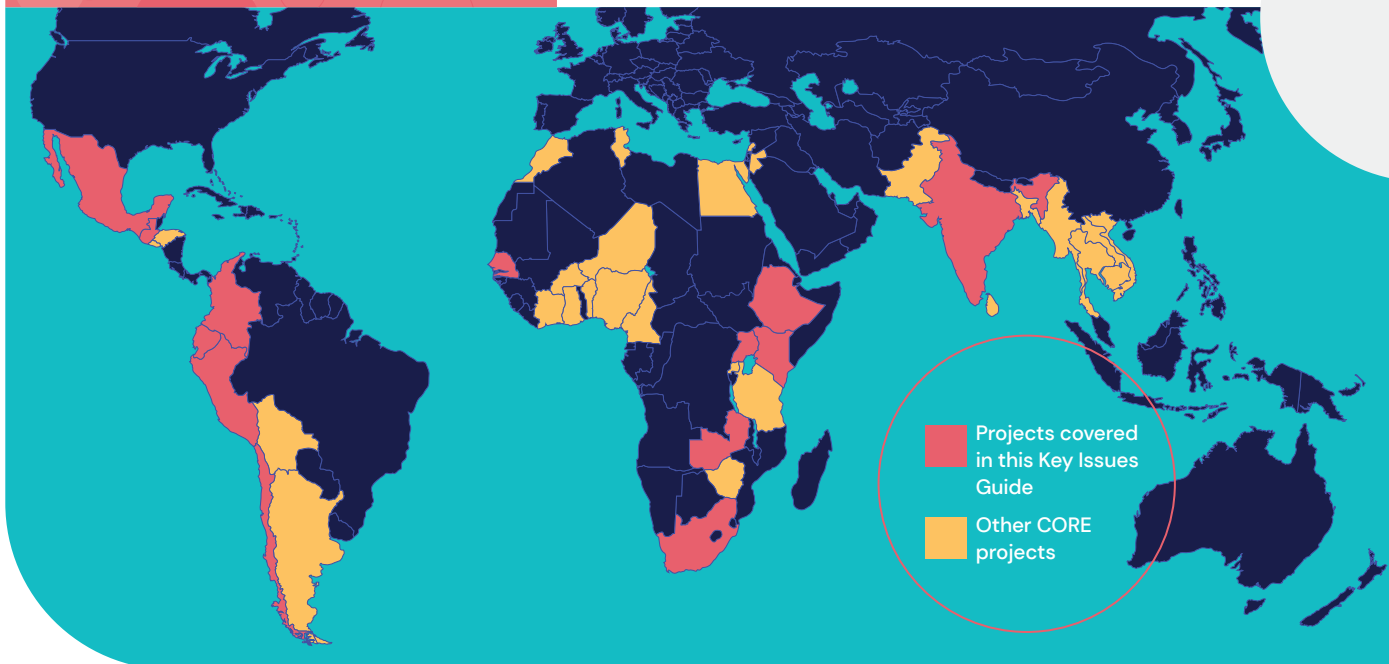 Projects covered
in this Key Issues
Guide
Other CORE
projects